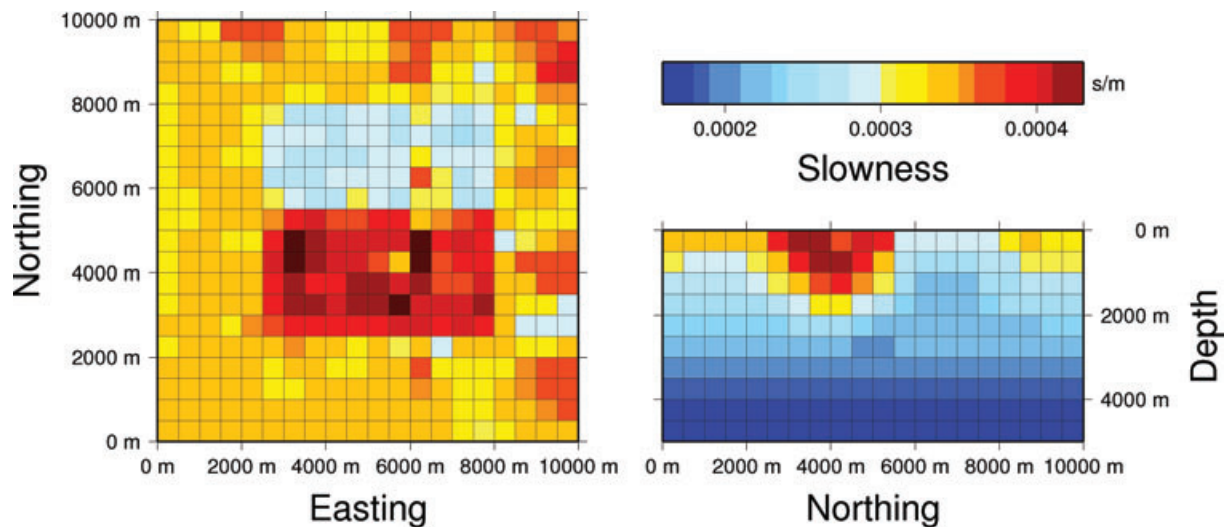 10000 m
8000 m
6000 m
4000 m
2000 m
0 m
Northing
0 m 2000 m 4000 m 6000 m 8000 m 10000 m
Easting
s/m
0.0002 0.0003 0.0004
Slowness
0 m
2000 m
4000 m
Depth
0 m 2000 m 4000 m 6000 m 8000 m 10000 m
Northing